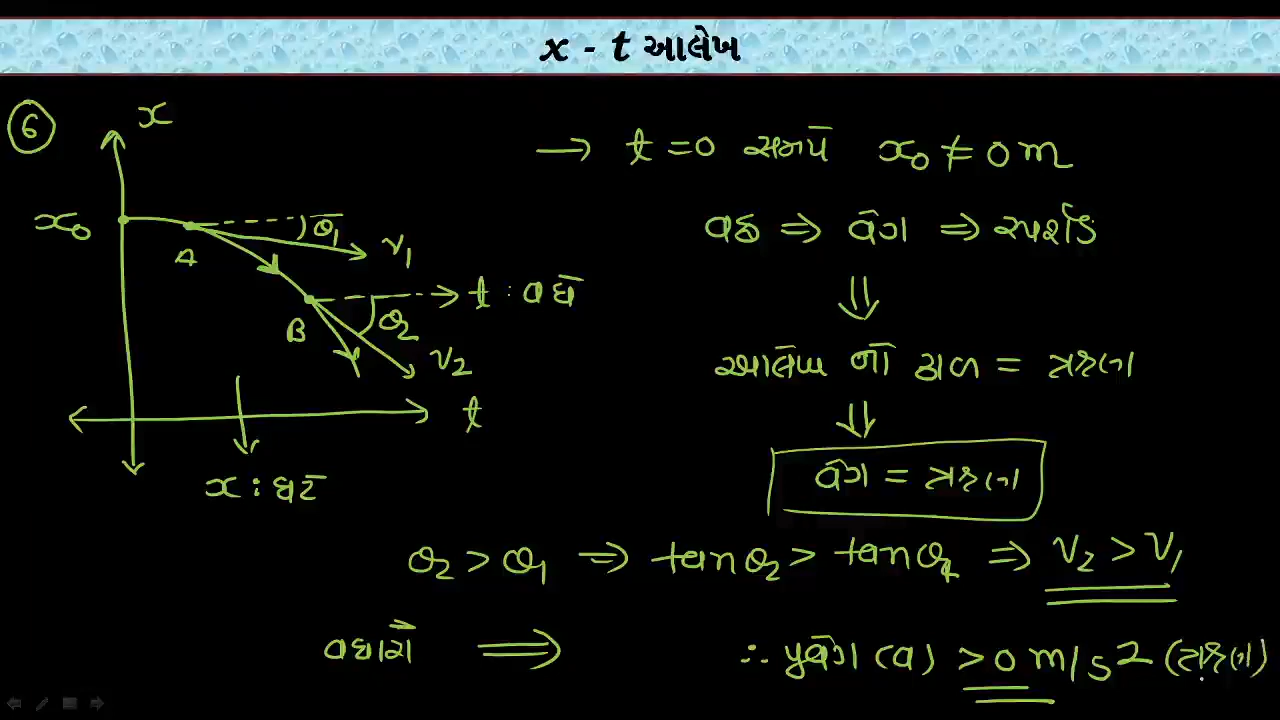 x - t આલેખ
6
x
→ t = 0 સમયે x₀ ≠ 0 m
x₀
θ₁
v₁
A
વક્ર ⇒ વેગ ⇒ સ્પર્શક
t : વધે
B
θ₂
v₂
આલેખ નો ઢાળ = ઋણ
t
x : ઘટે
વેગ = ઋણ
θ₂ > θ₁ ⇒ tanθ₂ > tanθ₁ ⇒ v₂ > v₁
વધારો ⇒ ∴ પ્રવેગ (a) > 0 m/s2